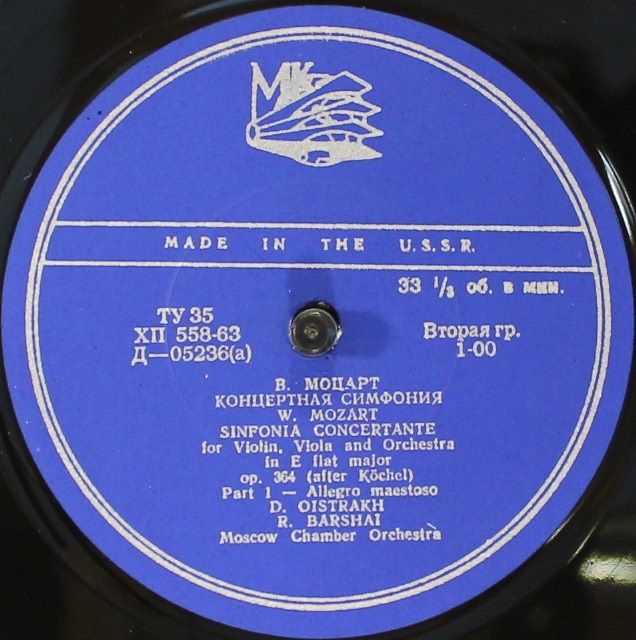 МК
MADE IN THE U.S.S.R.
33 1/3 об. в мин.
ТУ 35
ХП 558-63
Д—05236(а)
Вторая гр.
1-00
В. МОЦАРТ
КОНЦЕРТНАЯ СИМФОНИЯ
W. MOZART
SINFONIA CONCERTANTE
for Violin, Viola and Orchestra
in E flat major
op. 364 (after Köchel)
Part 1 — Allegro maestoso
D. OISTRAKH
R. BARSHAI
Moscow Chamber Orchestra